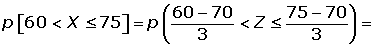 p[60 < X ≤ 75] = p((60 − 70)/3 < Z ≤ (75 − 70)/3) =